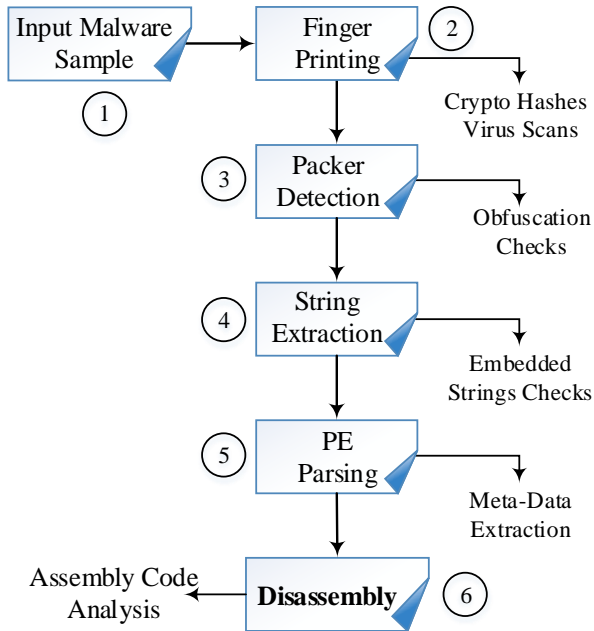 Input Malware
Sample
1
Finger
Printing
2
Crypto Hashes
Virus Scans
3
Packer
Detection
Obfuscation
Checks
4
String
Extraction
Embedded
Strings Checks
5
PE
Parsing
Meta-Data
Extraction
Assembly Code
Analysis
Disassembly
6